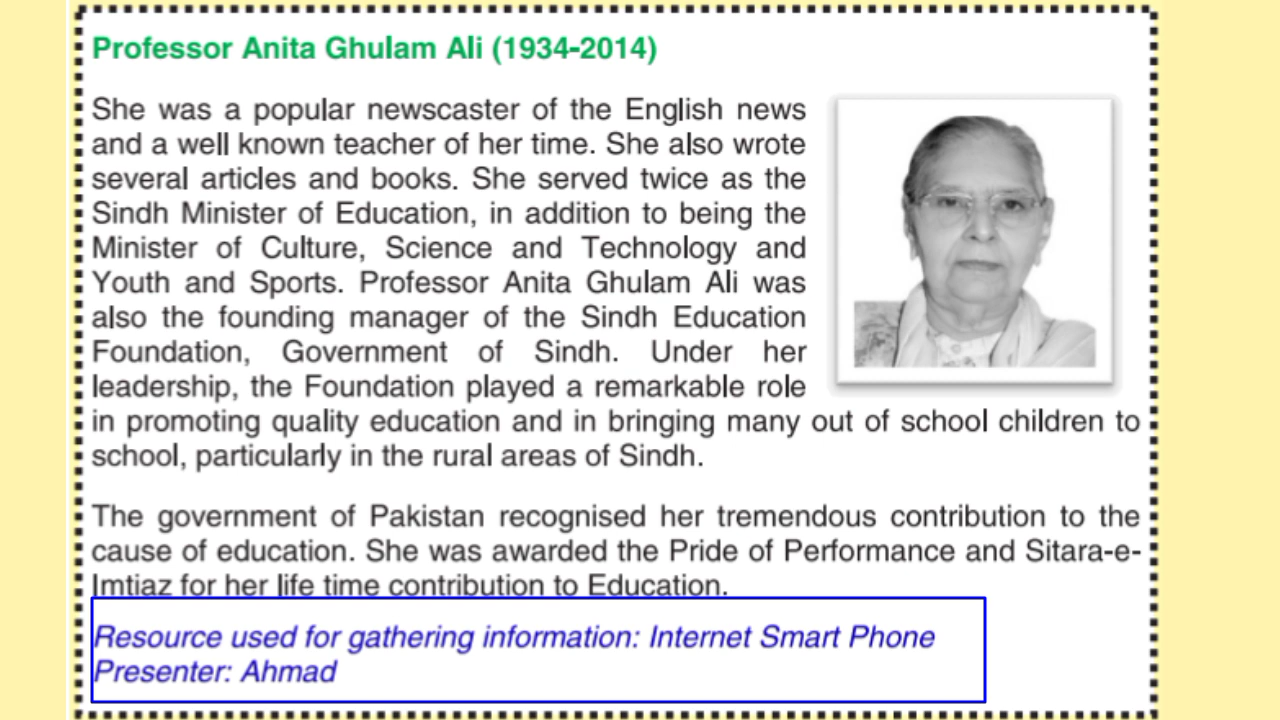 Professor Anita Ghulam Ali (1934-2014)
She was a popular newscaster of the English news
and a well known teacher of her time. She also wrote
several articles and books. She served twice as the
Sindh Minister of Education, in addition to being the
Minister of Culture, Science and Technology and
Youth and Sports. Professor Anita Ghulam Ali was
also the founding manager of the Sindh Education
Foundation, Government of Sindh. Under her
leadership, the Foundation played a remarkable role
in promoting quality education and in bringing many out of school children to
school, particularly in the rural areas of Sindh.
The government of Pakistan recognised her tremendous contribution to the
cause of education. She was awarded the Pride of Performance and Sitara-e-
Imtiaz for her life time contribution to Education.
Resource used for gathering information: Internet Smart Phone
Presenter: Ahmad